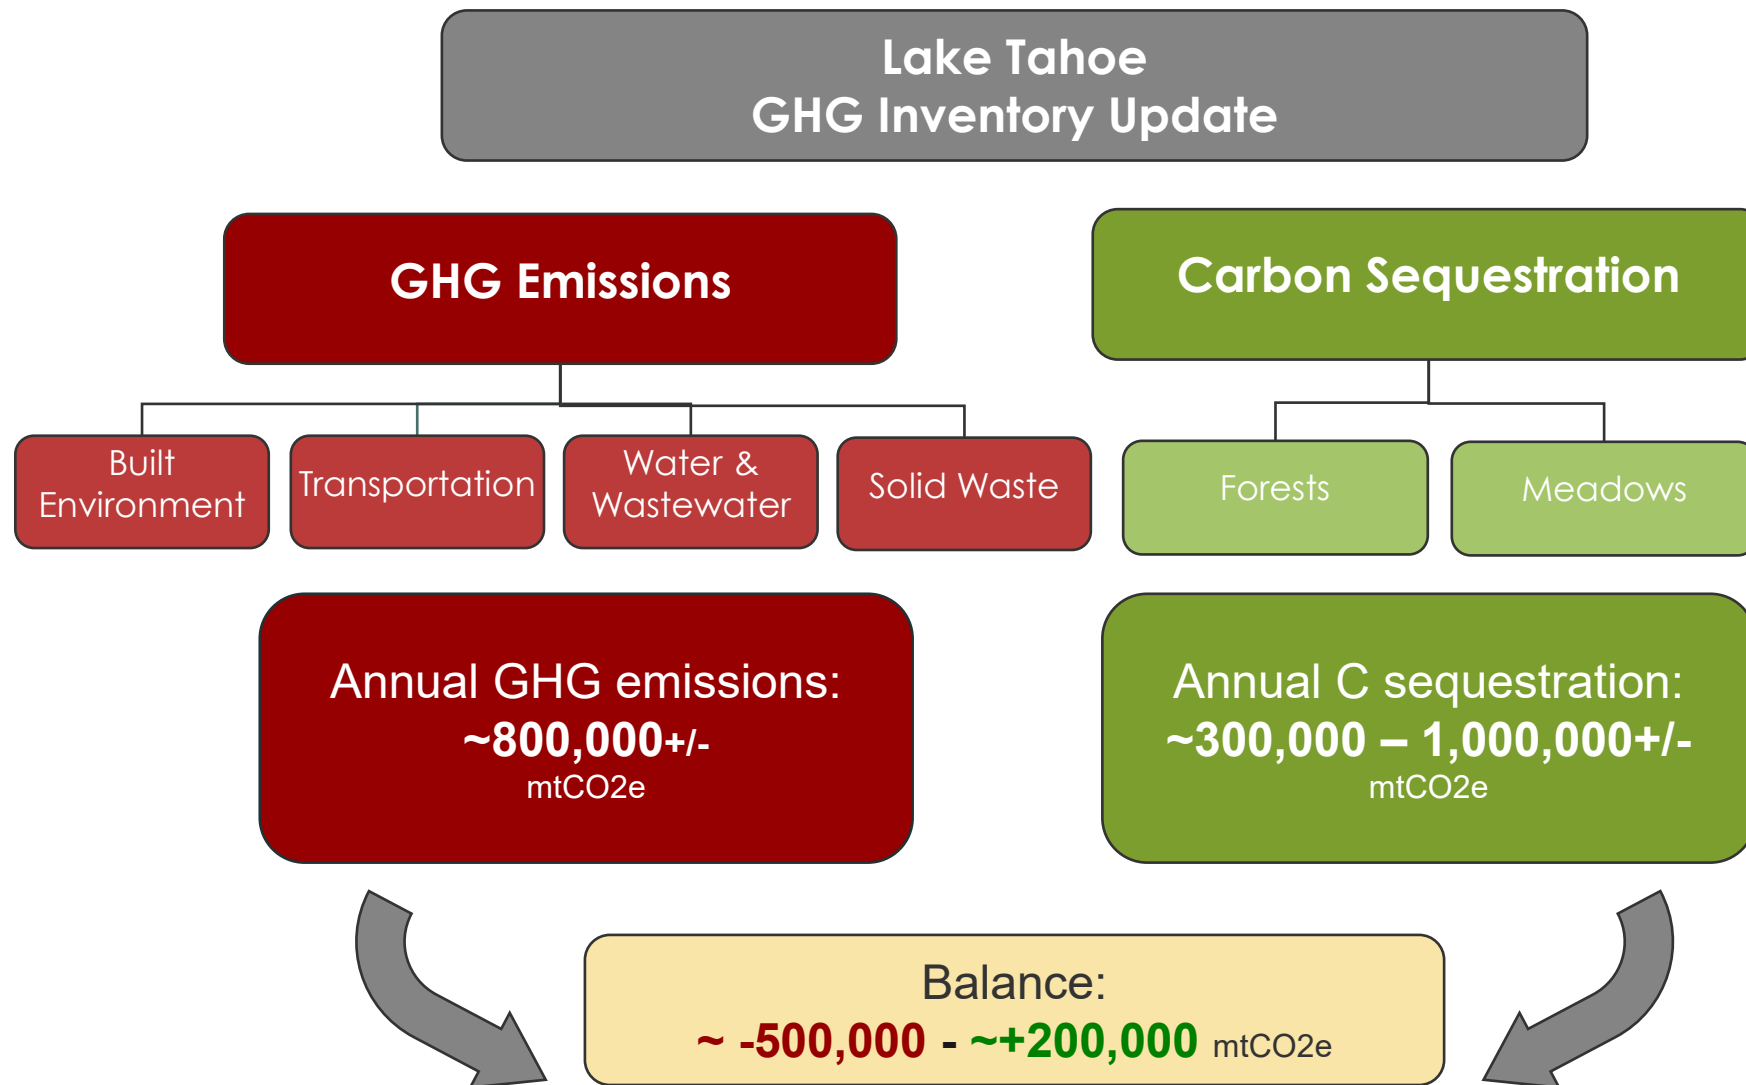 Lake Tahoe
GHG Inventory Update
GHG Emissions
Carbon Sequestration
Built
Environment
Transportation
Water &
Wastewater
Solid Waste
Forests
Meadows
Annual GHG emissions:
~800,000+/-
mtCO2e
Annual C sequestration:
~300,000 – 1,000,000+/-
mtCO2e
Balance:
~ -500,000 - ~+200,000 mtCO2e